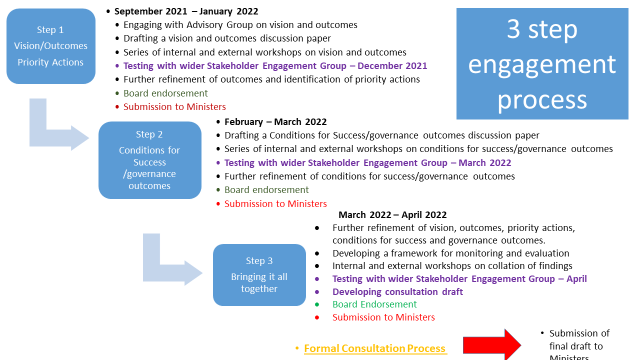 3 step
engagement
process
Step 1
Vision/Outcomes
Priority Actions
• September 2021 – January 2022
• Engaging with Advisory Group on vision and outcomes
• Drafting a vision and outcomes discussion paper
• Series of internal and external workshops on vision and outcomes
• Testing with wider Stakeholder Engagement Group – December 2021
• Further refinement of outcomes and identification of priority actions
• Board endorsement
• Submission to Ministers
Step 2
Conditions for
Success
/governance
outcomes
• February – March 2022
• Drafting a Conditions for Success/governance outcomes discussion paper
• Series of internal and external workshops on conditions for success/governance outcomes
• Testing with wider Stakeholder Engagement Group – March 2022
• Further refinement of conditions for success/governance outcomes
• Board endorsement
• Submission to Ministers
Step 3
Bringing it all
together
March 2022 – April 2022
• Further refinement of vision, outcomes, priority actions,
conditions for success and governance outcomes.
• Developing a framework for monitoring and evaluation
• Internal and external workshops on collation of findings
• Testing with wider Stakeholder Engagement Group – April
• Developing consultation draft
• Board Endorsement
• Submission to Ministers
• Formal Consultation Process
• Submission of
final draft to
Ministers